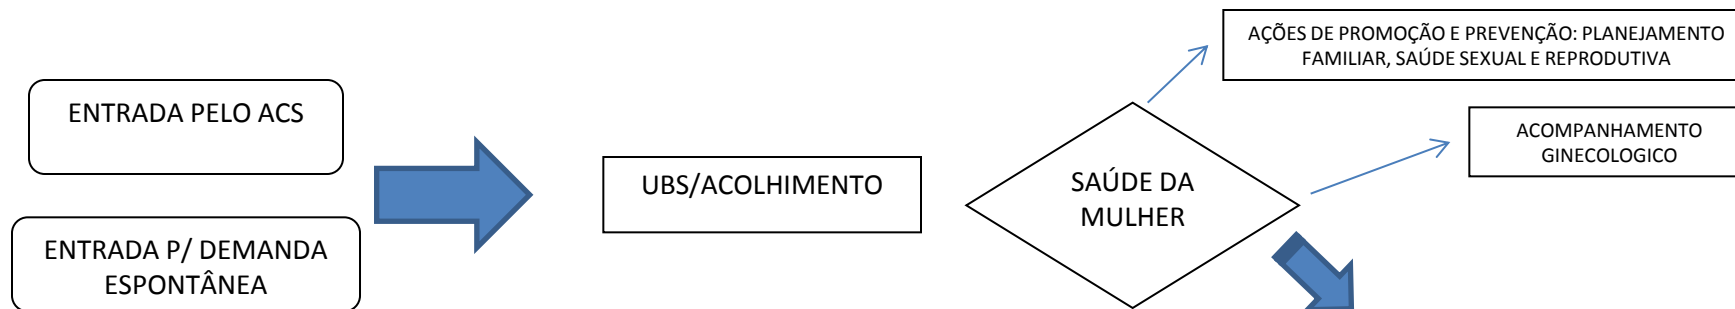 ENTRADA PELO ACS
ENTRADA P/ DEMANDA
ESPONTÂNEA
UBS/ACOLHIMENTO
SAÚDE DA
MULHER
AÇÕES DE PROMOÇÃO E PREVENÇÃO: PLANEJAMENTO
FAMILIAR, SAÚDE SEXUAL E REPRODUTIVA
ACOMPANHAMENTO
GINECOLOGICO